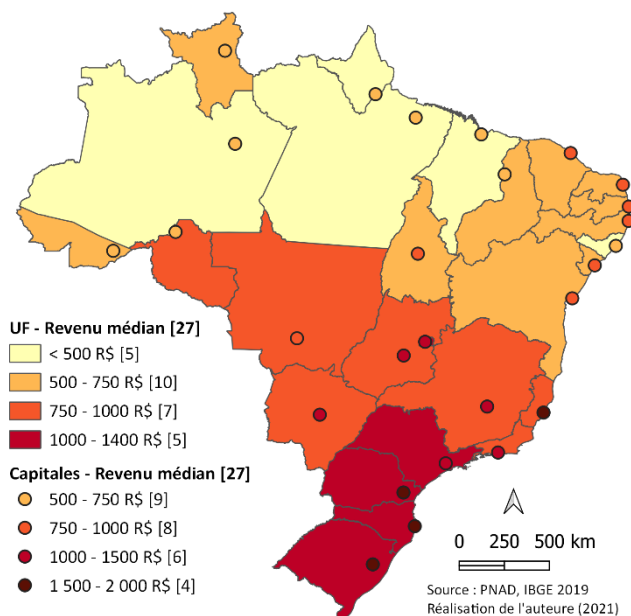 UF - Revenu médian [27]
< 500 R$ [5]
500 - 750 R$ [10]
750 - 1000 R$ [7]
1000 - 1400 R$ [5]
Capitales - Revenu médian [27]
500 - 750 R$ [9]
750 - 1000 R$ [8]
1000 - 1500 R$ [6]
1 500 - 2 000 R$ [4]
0 250 500 km
Source : PNAD, IBGE 2019
Réalisation de l'auteure (2021)